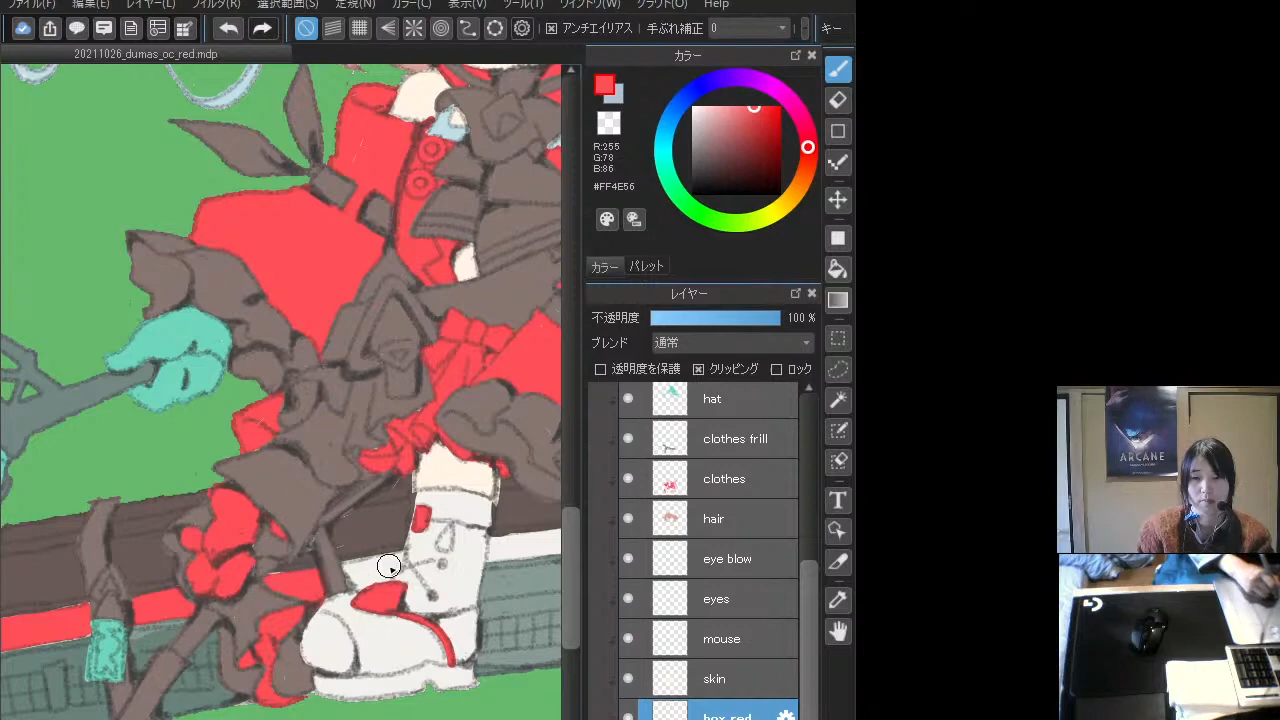 ファイル(F) 編集(E) レイヤー(L) フィルタ(R) 選択範囲(S) 定規(N) カラー(C) 表示(V) ツール(T) ウィンドウ(W) クラウド(O) Help
アンチエイリアス 手ぶれ補正 0 キー
20211026 dumas_oc_red.mdp
カラー
R:255
G:78
B:86
#FF4E56
カラー パレット
レイヤー
不透明度 100 %
ブレンド 通常
透明度を保護 クリッピング ロック
hat
clothes frill
clothes
hair
eye blow
eyes
mouse
skin
box red
ARCANE